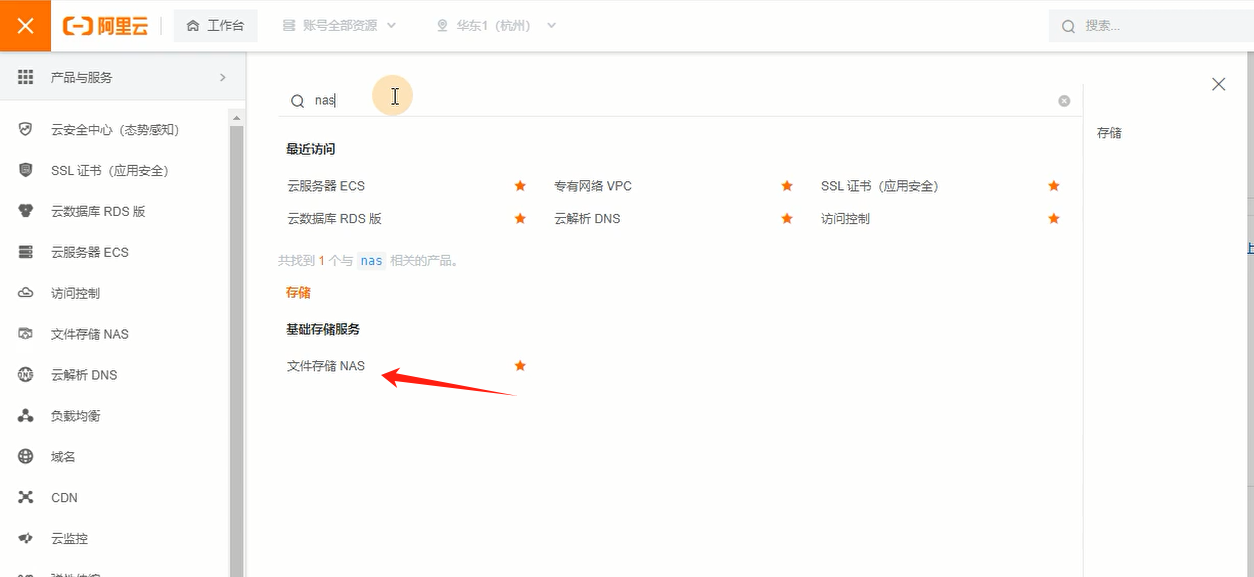 阿里云 工作台 账号全部资源 华东1（杭州） 搜索...
产品与服务
云安全中心（态势感知）
SSL 证书（应用安全）
云数据库 RDS 版
云服务器 ECS
访问控制
文件存储 NAS
云解析 DNS
负载均衡
域名
CDN
云监控
nas
最近访问
云服务器 ECS 专有网络 VPC SSL 证书（应用安全）
云数据库 RDS 版 云解析 DNS 访问控制
共找到 1 个与 nas 相关的产品。
存储
基础存储服务
文件存储 NAS
存储